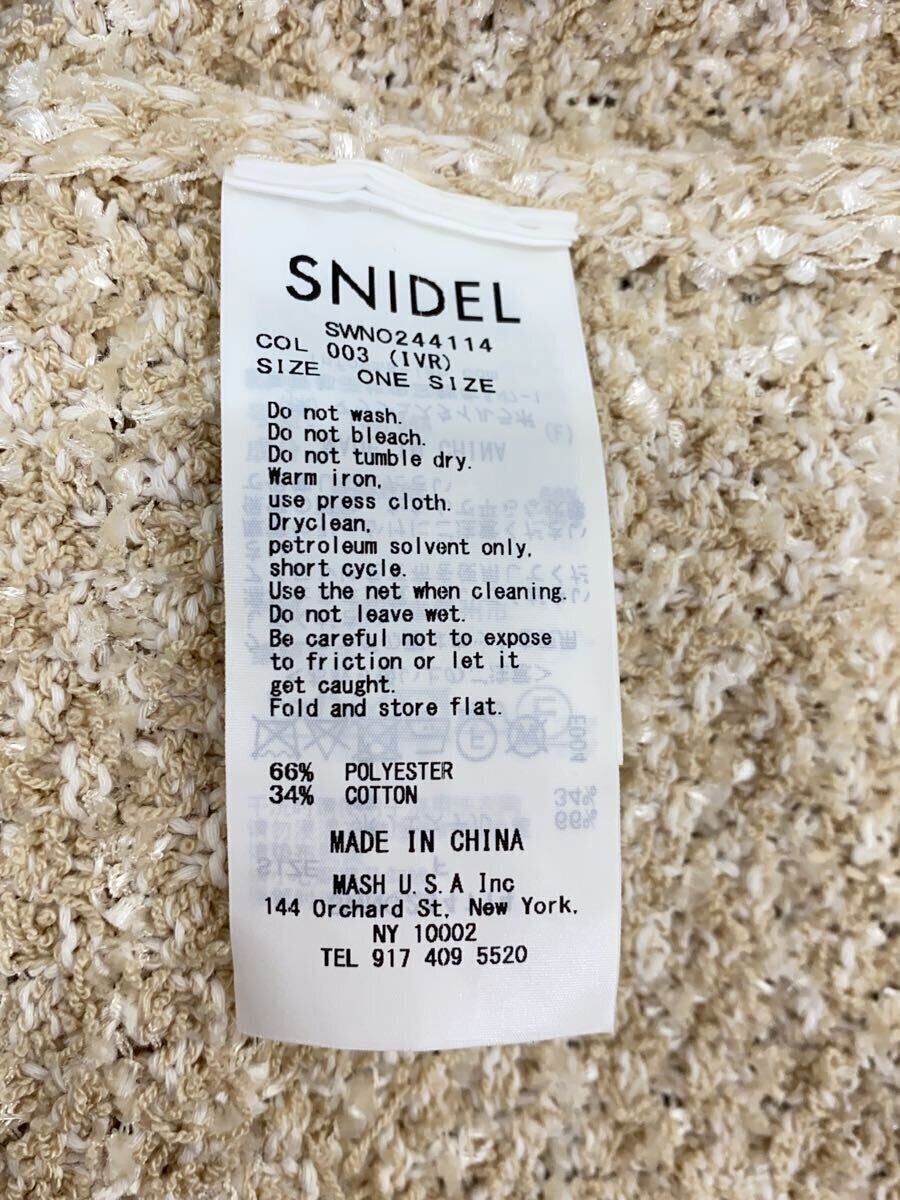 SNIDEL
SWNO244114
COL 003 (IVR)
SIZE ONE SIZE
Do not wash.
Do not bleach.
Do not tumble dry.
Warm iron,
use press cloth.
Dryclean,
petroleum solvent only,
short cycle.
Use the net when cleaning.
Do not leave wet.
Be careful not to expose
to friction or let it
get caught.
Fold and store flat.
66% POLYESTER
34% COTTON
MADE IN CHINA
MASH U.S.A Inc
144 Orchard St, New York,
NY 10002
TEL 917 409 5520